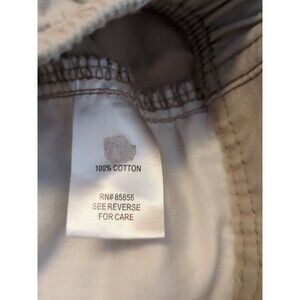 100% COTTON
RN# 85858
SEE REVERSE
FOR CARE